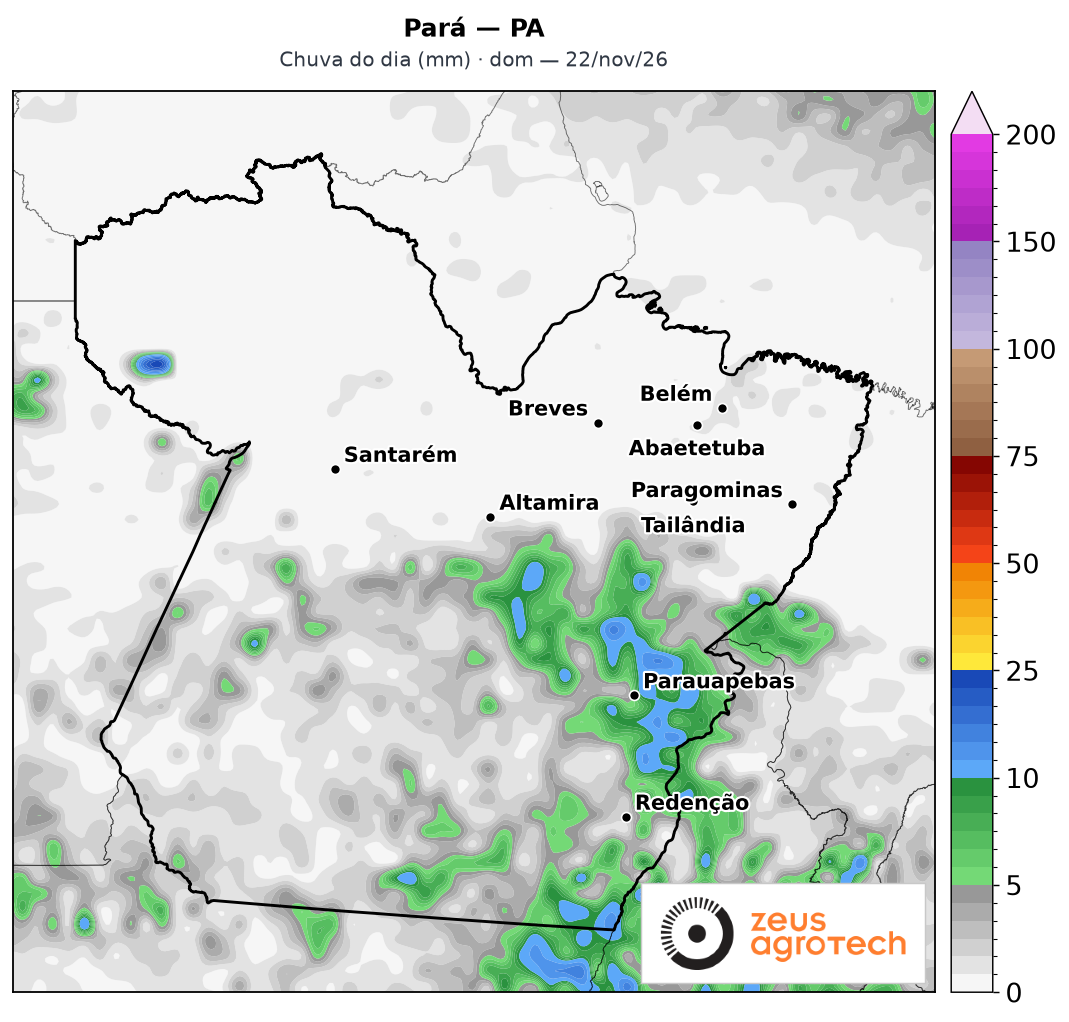 Pará — PA
Chuva do dia (mm) · dom — 22/nov/26
200
150
100
75
50
25
10
5
0
Belém
Breves
Abaetetuba
Santarém
Paragominas
Altamira
Tailândia
Parauapebas
Redenção
zeus
agrotech